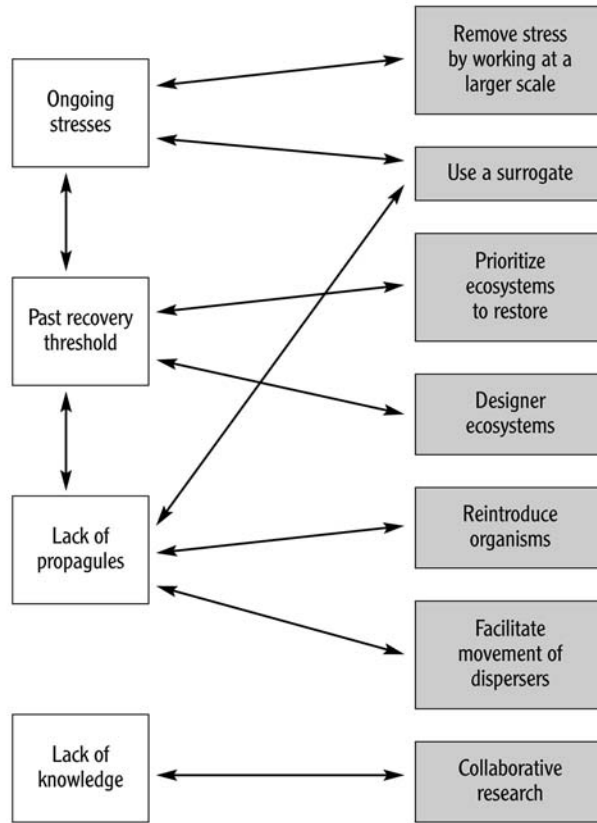 Ongoing
stresses
Past recovery
threshold
Lack of
propagules
Lack of
knowledge
Remove stress
by working at a
larger scale
Use a surrogate
Prioritize
ecosystems
to restore
Designer
ecosystems
Reintroduce
organisms
Facilitate
movement of
dispersers
Collaborative
research